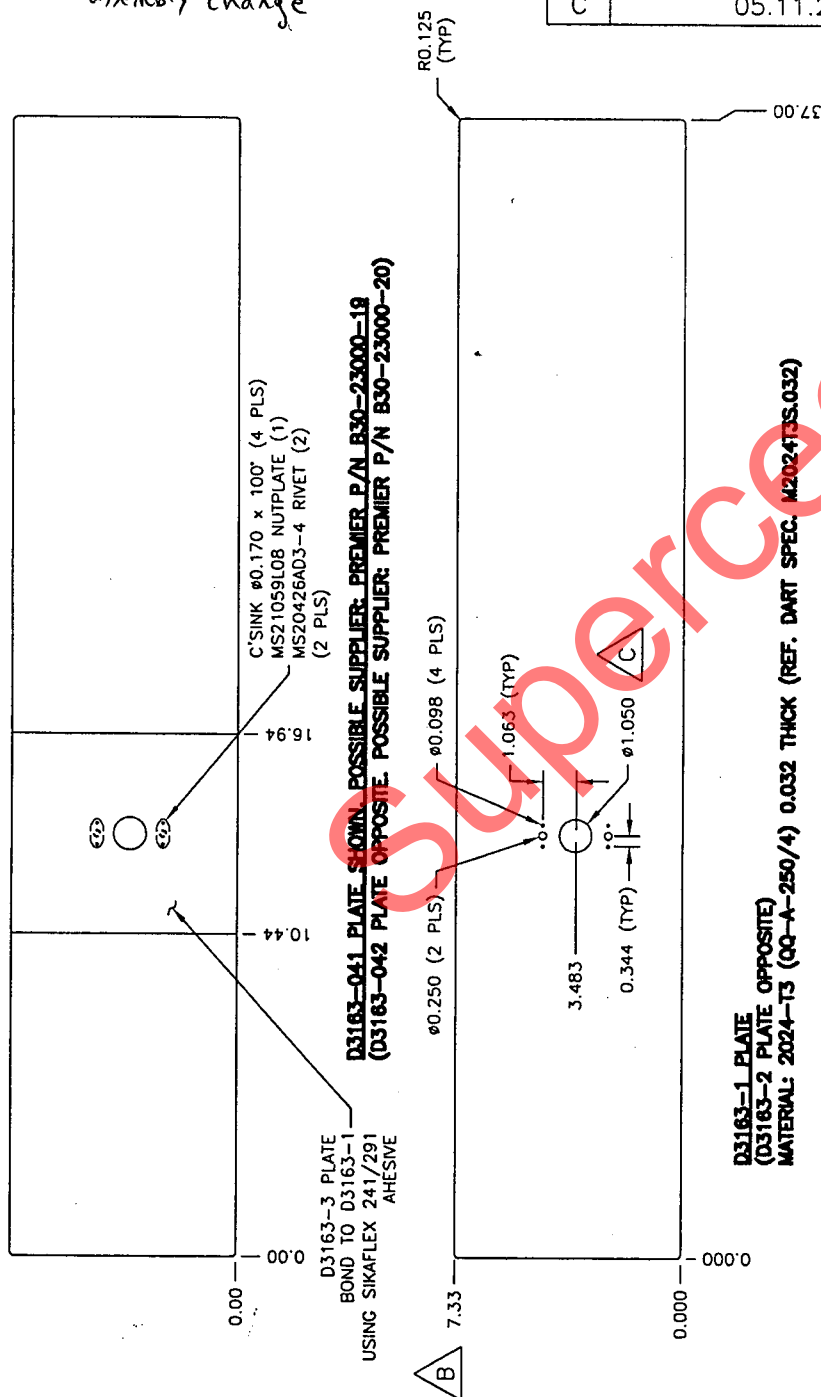 assembly change
C
05.11.2
0.00
10.44
16.94
0.00
C'SINK ø0.170 x 100° (4 PLS)
MS21059L08 NUTPLATE (1)
MS20426AD3-4 RIVET (2)
(2 PLS)
D3163-3 PLATE
BOND TO D3163-1
USING SIKAFLEX 241/291
AHESIVE
D3163-041 PLATE SHOWN. POSSIBLE SUPPLIER: PREMIER P/N B30-23000-19
(D3163-042 PLATE OPPOSITE. POSSIBLE SUPPLIER: PREMIER P/N B30-23000-20)
R0.125
(TYP)
37.00
ø0.250 (2 PLS)
ø0.098 (4 PLS)
1.063 (TYP)
ø1.050
C
3.483
0.344 (TYP)
7.33
B
0.000
0.000
D3163-1 PLATE
(D3163-2 PLATE OPPOSITE)
MATERIAL: 2024-T3 (QQ-A-250/4) 0.032 THICK (REF. DART SPEC. M2024T3S.032)
Superce